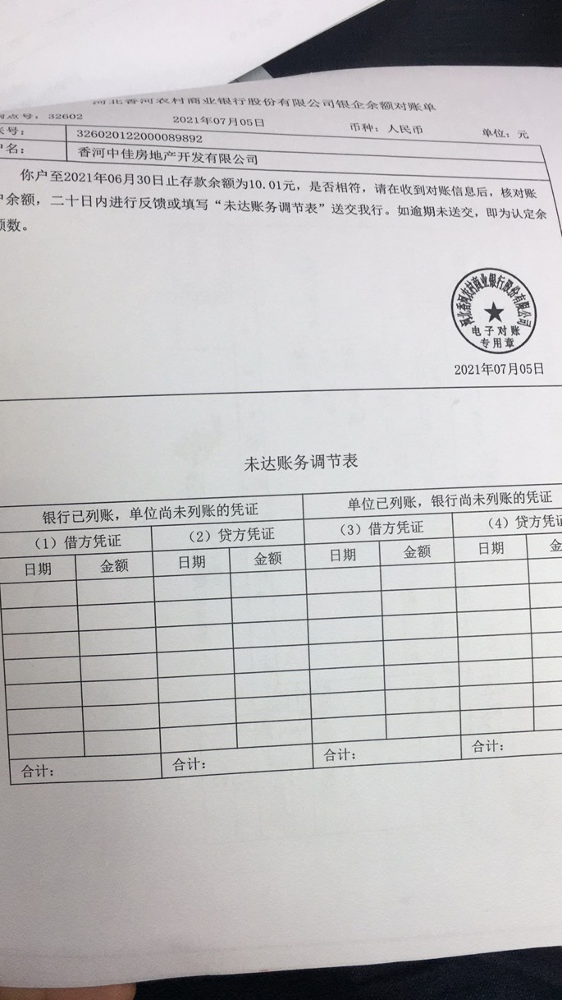 河北香河农村商业银行股份有限公司银企余额对账单
点号：32602 2021年07月05日 币种：人民币 单位：元
号： 326020122000089892
名： 香河中佳房地产开发有限公司
你户至2021年06月30日止存款余额为10.01元，是否相符，请在收到对账信息后，核对账
户余额，二十日内进行反馈或填写“未达账务调节表”送交我行。如逾期未送交，即为认定余
额数。
河北香河农村商业银行股份有限公司
电子对账
专用章
2021年07月05日
未达账务调节表
银行已列账，单位尚未列账的凭证 单位已列账，银行尚未列账的凭证
（1）借方凭证 （2）贷方凭证 （3）借方凭证 （4）贷方凭证
日期 金额 日期 金额 日期 金额 日期 金
合计： 合计： 合计： 合计：